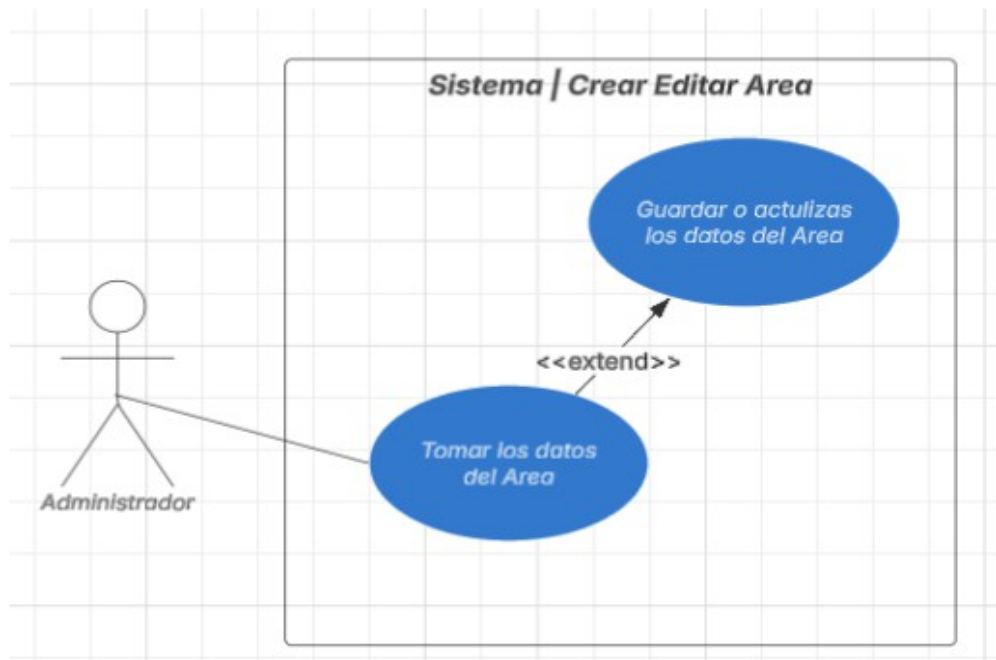 Sistema | Crear Editar Area
Guardar o actulizas
los datos del Area
<<extend>>
Tomar los datos
del Area
Administrador